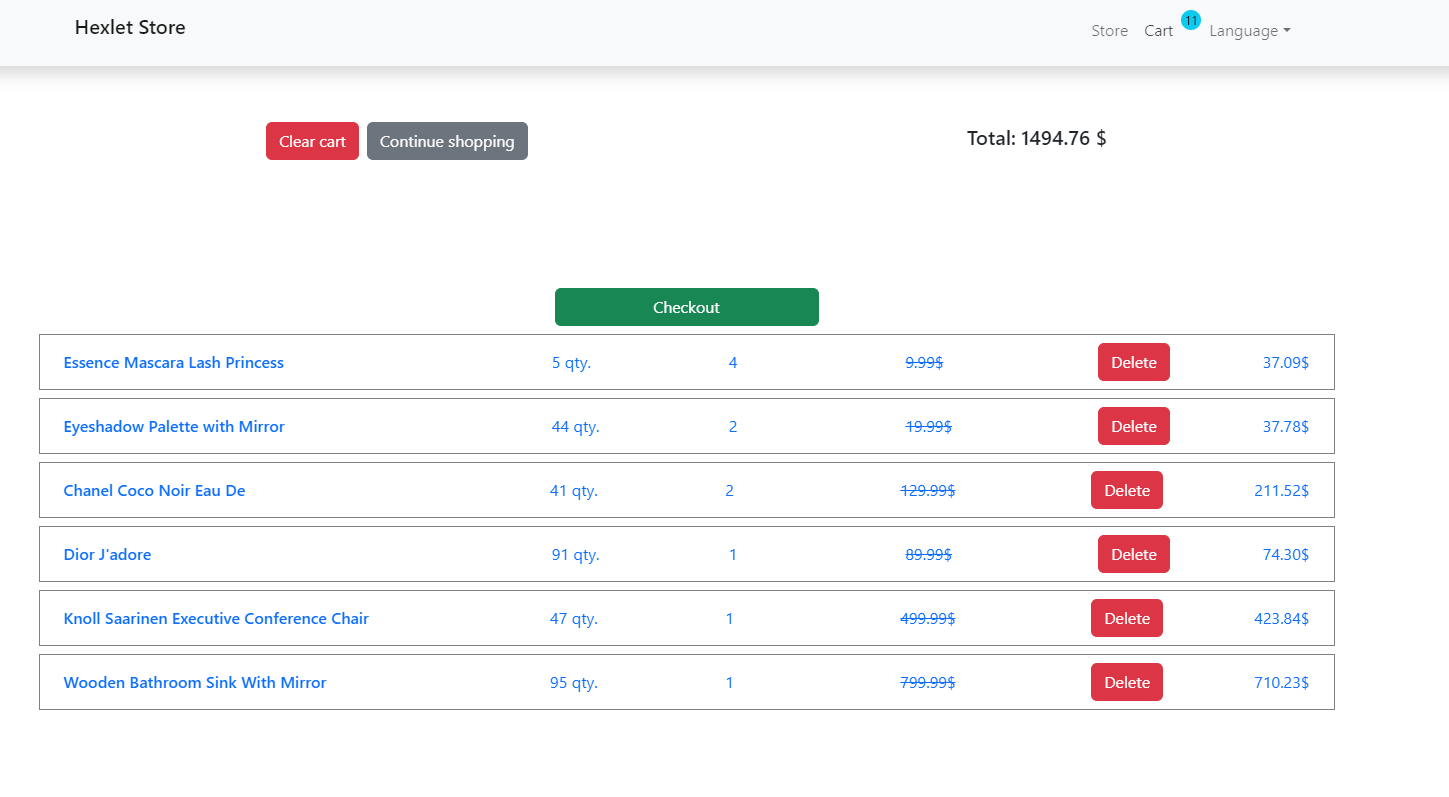 Hexlet Store
Store Cart 11 Language
Clear cart Continue shopping Total: 1494.76 $
Checkout
Essence Mascara Lash Princess 5 qty. 4 9.99$ Delete 37.09$
Eyeshadow Palette with Mirror 44 qty. 2 19.99$ Delete 37.78$
Chanel Coco Noir Eau De 41 qty. 2 129.99$ Delete 211.52$
Dior J'adore 91 qty. 1 89.99$ Delete 74.30$
Knoll Saarinen Executive Conference Chair 47 qty. 1 499.99$ Delete 423.84$
Wooden Bathroom Sink With Mirror 95 qty. 1 799.99$ Delete 710.23$